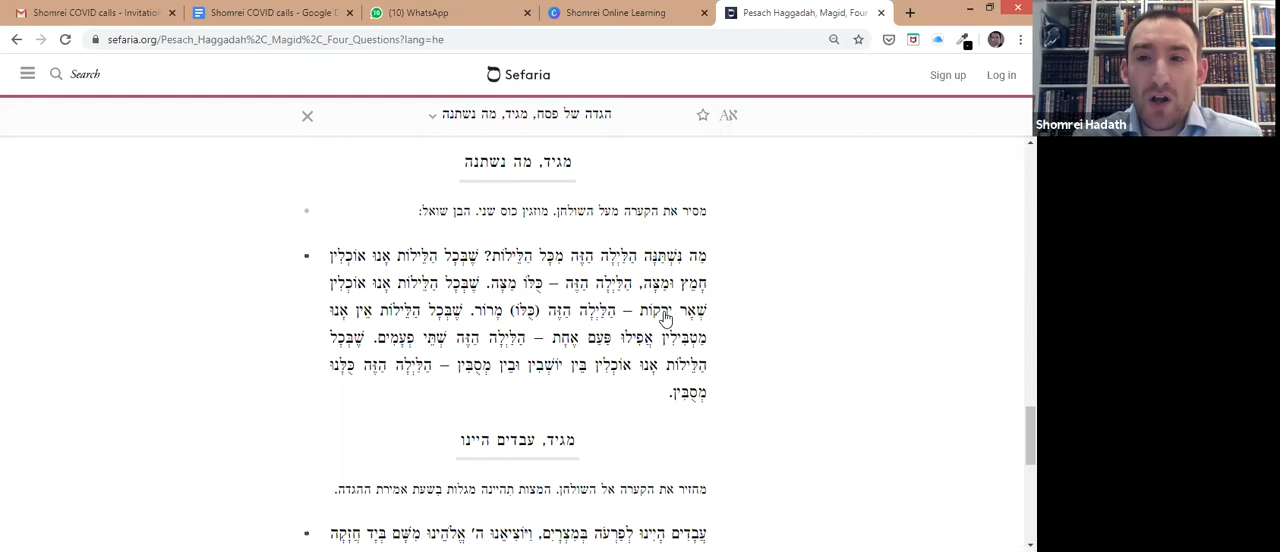 Shomrei COVID calls - Invitatio
Shomrei COVID calls - Google D
(10) WhatsApp
Shomrei Online Learning
Pesach Haggadah, Magid, Four
sefaria.org/Pesach_Haggadah%2C_Magid%2C_Four_Questions?lang=he
Search
Sefaria
Sign up
Log in
הגדה של פסח, מגיד, מה נשתנה
Shomrei Hadath
מגיד, מה נשתנה
מסיר את הקערה מעל השולחן. מוזגין כוס שני. הבן שואל:
מַה נִּשְׁתַּנָּה הַלַּיְלָה הַזֶּה מִכָּל הַלֵּילוֹת? שֶׁבְּכָל הַלֵּילוֹת אָנוּ אוֹכְלִין
חָמֵץ וּמַצָּה, הַלַּיְלָה הַזֶּה – כֻּלּוֹ מַצָּה. שֶׁבְּכָל הַלֵּילוֹת אָנוּ אוֹכְלִין
שְׁאָר יְרָקוֹת – הַלַּיְלָה הַזֶּה (כֻּלּוֹ) מָרוֹר. שֶׁבְּכָל הַלֵּילוֹת אֵין אָנוּ
מַטְבִּילִין אֲפִילוּ פַּעַם אֶחָת – הַלַּיְלָה הַזֶּה שְׁתֵּי פְעָמִים. שֶׁבְּכָל
הַלֵּילוֹת אָנוּ אוֹכְלִין בֵּין יוֹשְׁבִין וּבֵין מְסֻבִּין – הַלַּיְלָה הַזֶּה כֻּלָּנוּ
מְסֻבִּין.
מגיד, עבדים היינו
מחזיר את הקערה אל השולחן. המצות תִהיינה מגלות בִשעת אמירת ההגדה.
עֲבָדִים הָיִינוּ לְפַרְעֹה בְּמִצְרָיִם, וַיּוֹצִיאֵנוּ ה' אֱלֹהֵינוּ מִשָּׁם בְּיָד חֲזָקָה